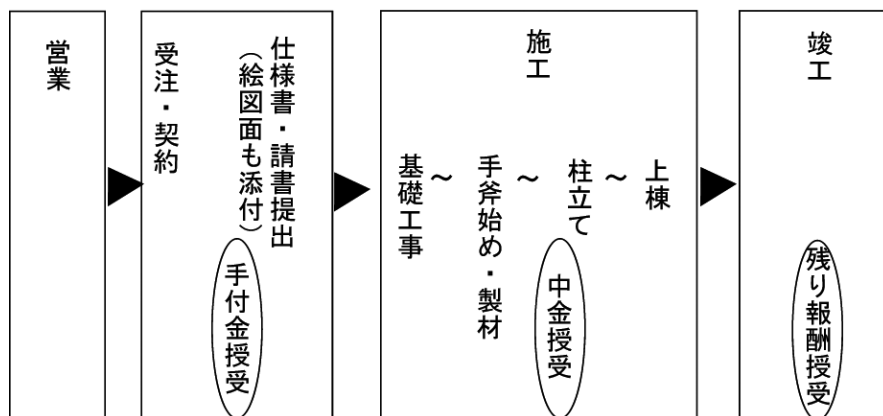 営業
受注・契約
仕様書・請書提出
(絵図面も添付)
手付金授受
施工
基礎工事
~
手斧始め・製材
~
柱立て
~
上棟
中金授受
竣工
残り報酬授受